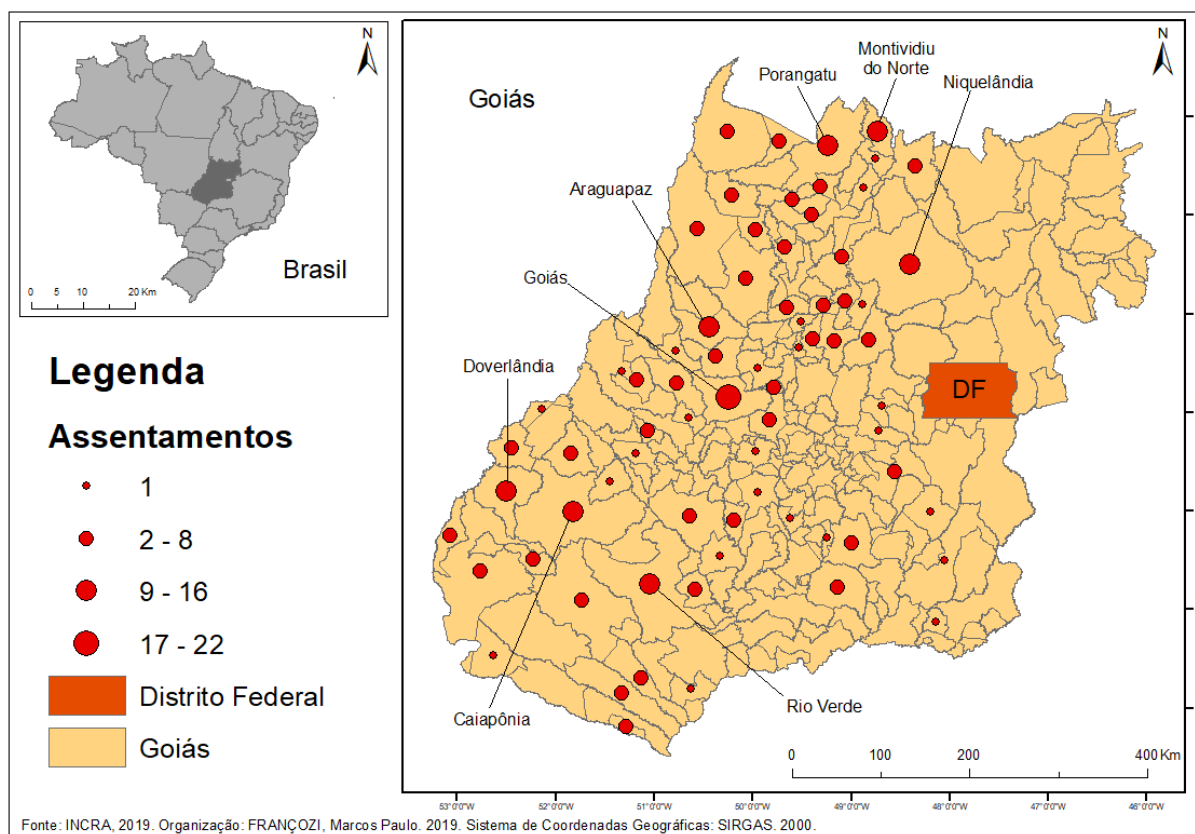 N
Brasil
0 5 10 20 Km
Legenda
Assentamentos
1
2 - 8
9 - 16
17 - 22
Distrito Federal
Goiás
Goiás
N
Montividiu
do Norte
Porangatu
Niquelândia
Araguapaz
Goiás
Doverlândia
DF
Caiapônia
Rio Verde
0 100 200 400 Km
53°0'0"W 52°0'0"W 51°0'0"W 50°0'0"W 49°0'0"W 48°0'0"W 47°0'0"W 46°0'0"W
Fonte: INCRA, 2019. Organização: FRANÇOZI, Marcos Paulo. 2019. Sistema de Coordenadas Geográficas: SIRGAS. 2000.